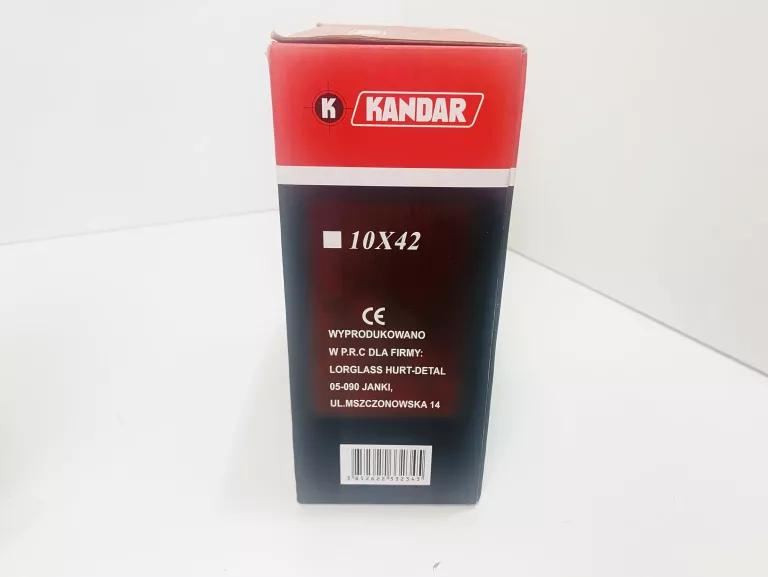 K KANDAR
10X42
CE
WYPRODUKOWANO
W P.R.C DLA FIRMY:
LORGLASS HURT-DETAL
05-090 JANKI,
UL.MSZCZONOWSKA 14